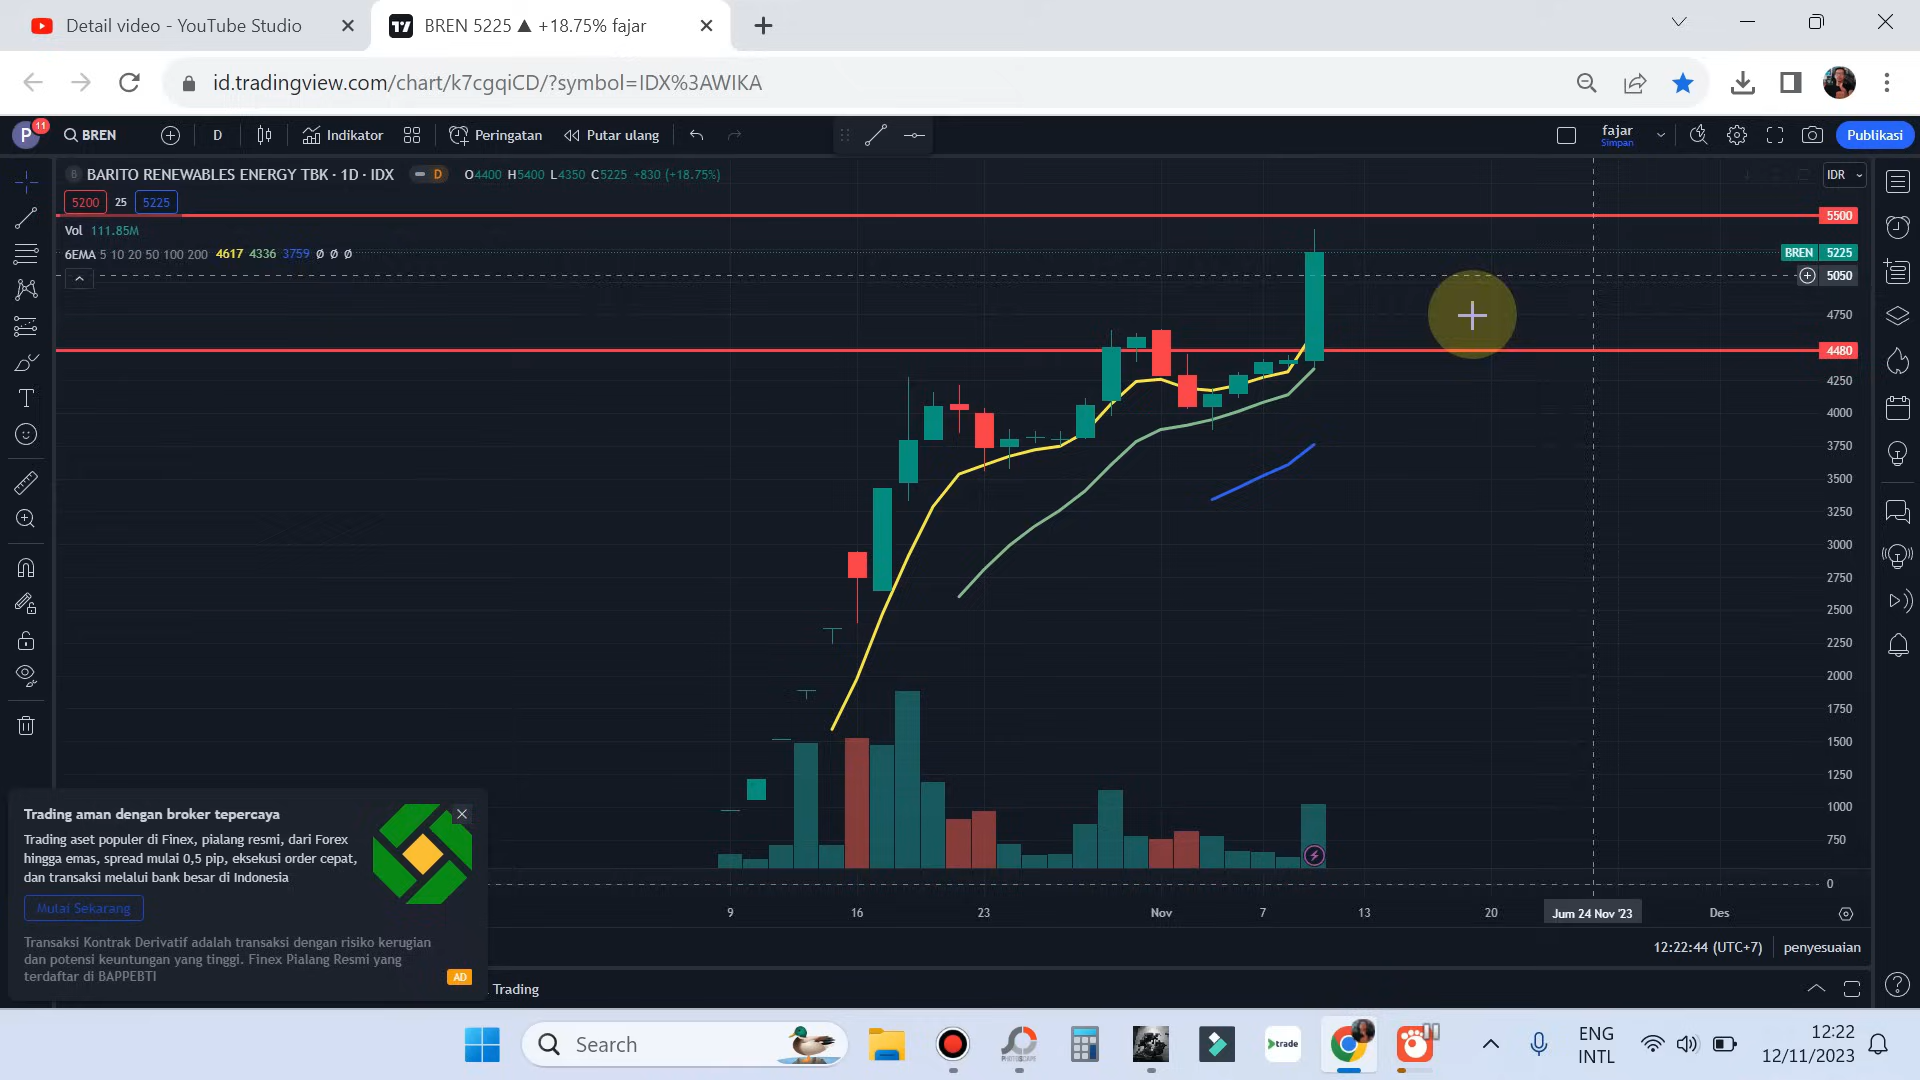 Detail video - YouTube Studio
BREN 5225 ▲ +18.75% fajar
id.tradingview.com/chart/k7cgqiCD/?symbol=IDX%3AWIKA
P 11
BREN
D
Indikator
Peringatan
Putar ulang
fajar
Simpan
Publikasi
B BARITO RENEWABLES ENERGY TBK · 1D · IDX D O4400 H5400 L4350 C5225 +830 (+18.75%)
IDR
5200 25 5225
5500
Vol 111.85M
6EMA 5 10 20 50 100 200 4617 4336 3759 Ø Ø Ø
BREN 5225
5050
4750
4480
4250
4000
3750
3500
3250
3000
2750
2500
2250
2000
1750
1500
1250
1000
750
0
Trading aman dengan broker tepercaya
Trading aset populer di Finex, pialang resmi, dari Forex
hingga emas, spread mulai 0,5 pip, eksekusi order cepat,
dan transaksi melalui bank besar di Indonesia
Mulai Sekarang
Transaksi Kontrak Derivatif adalah transaksi dengan risiko kerugian
dan potensi keuntungan yang tinggi. Finex Pialang Resmi yang
terdaftar di BAPPEBTI
AD
9 16 23 Nov 7 13 20 Jum 24 Nov '23 Des
12:22:44 (UTC+7) penyesuaian
Trading
Search
trade
ENG
INTL
12:22
12/11/2023